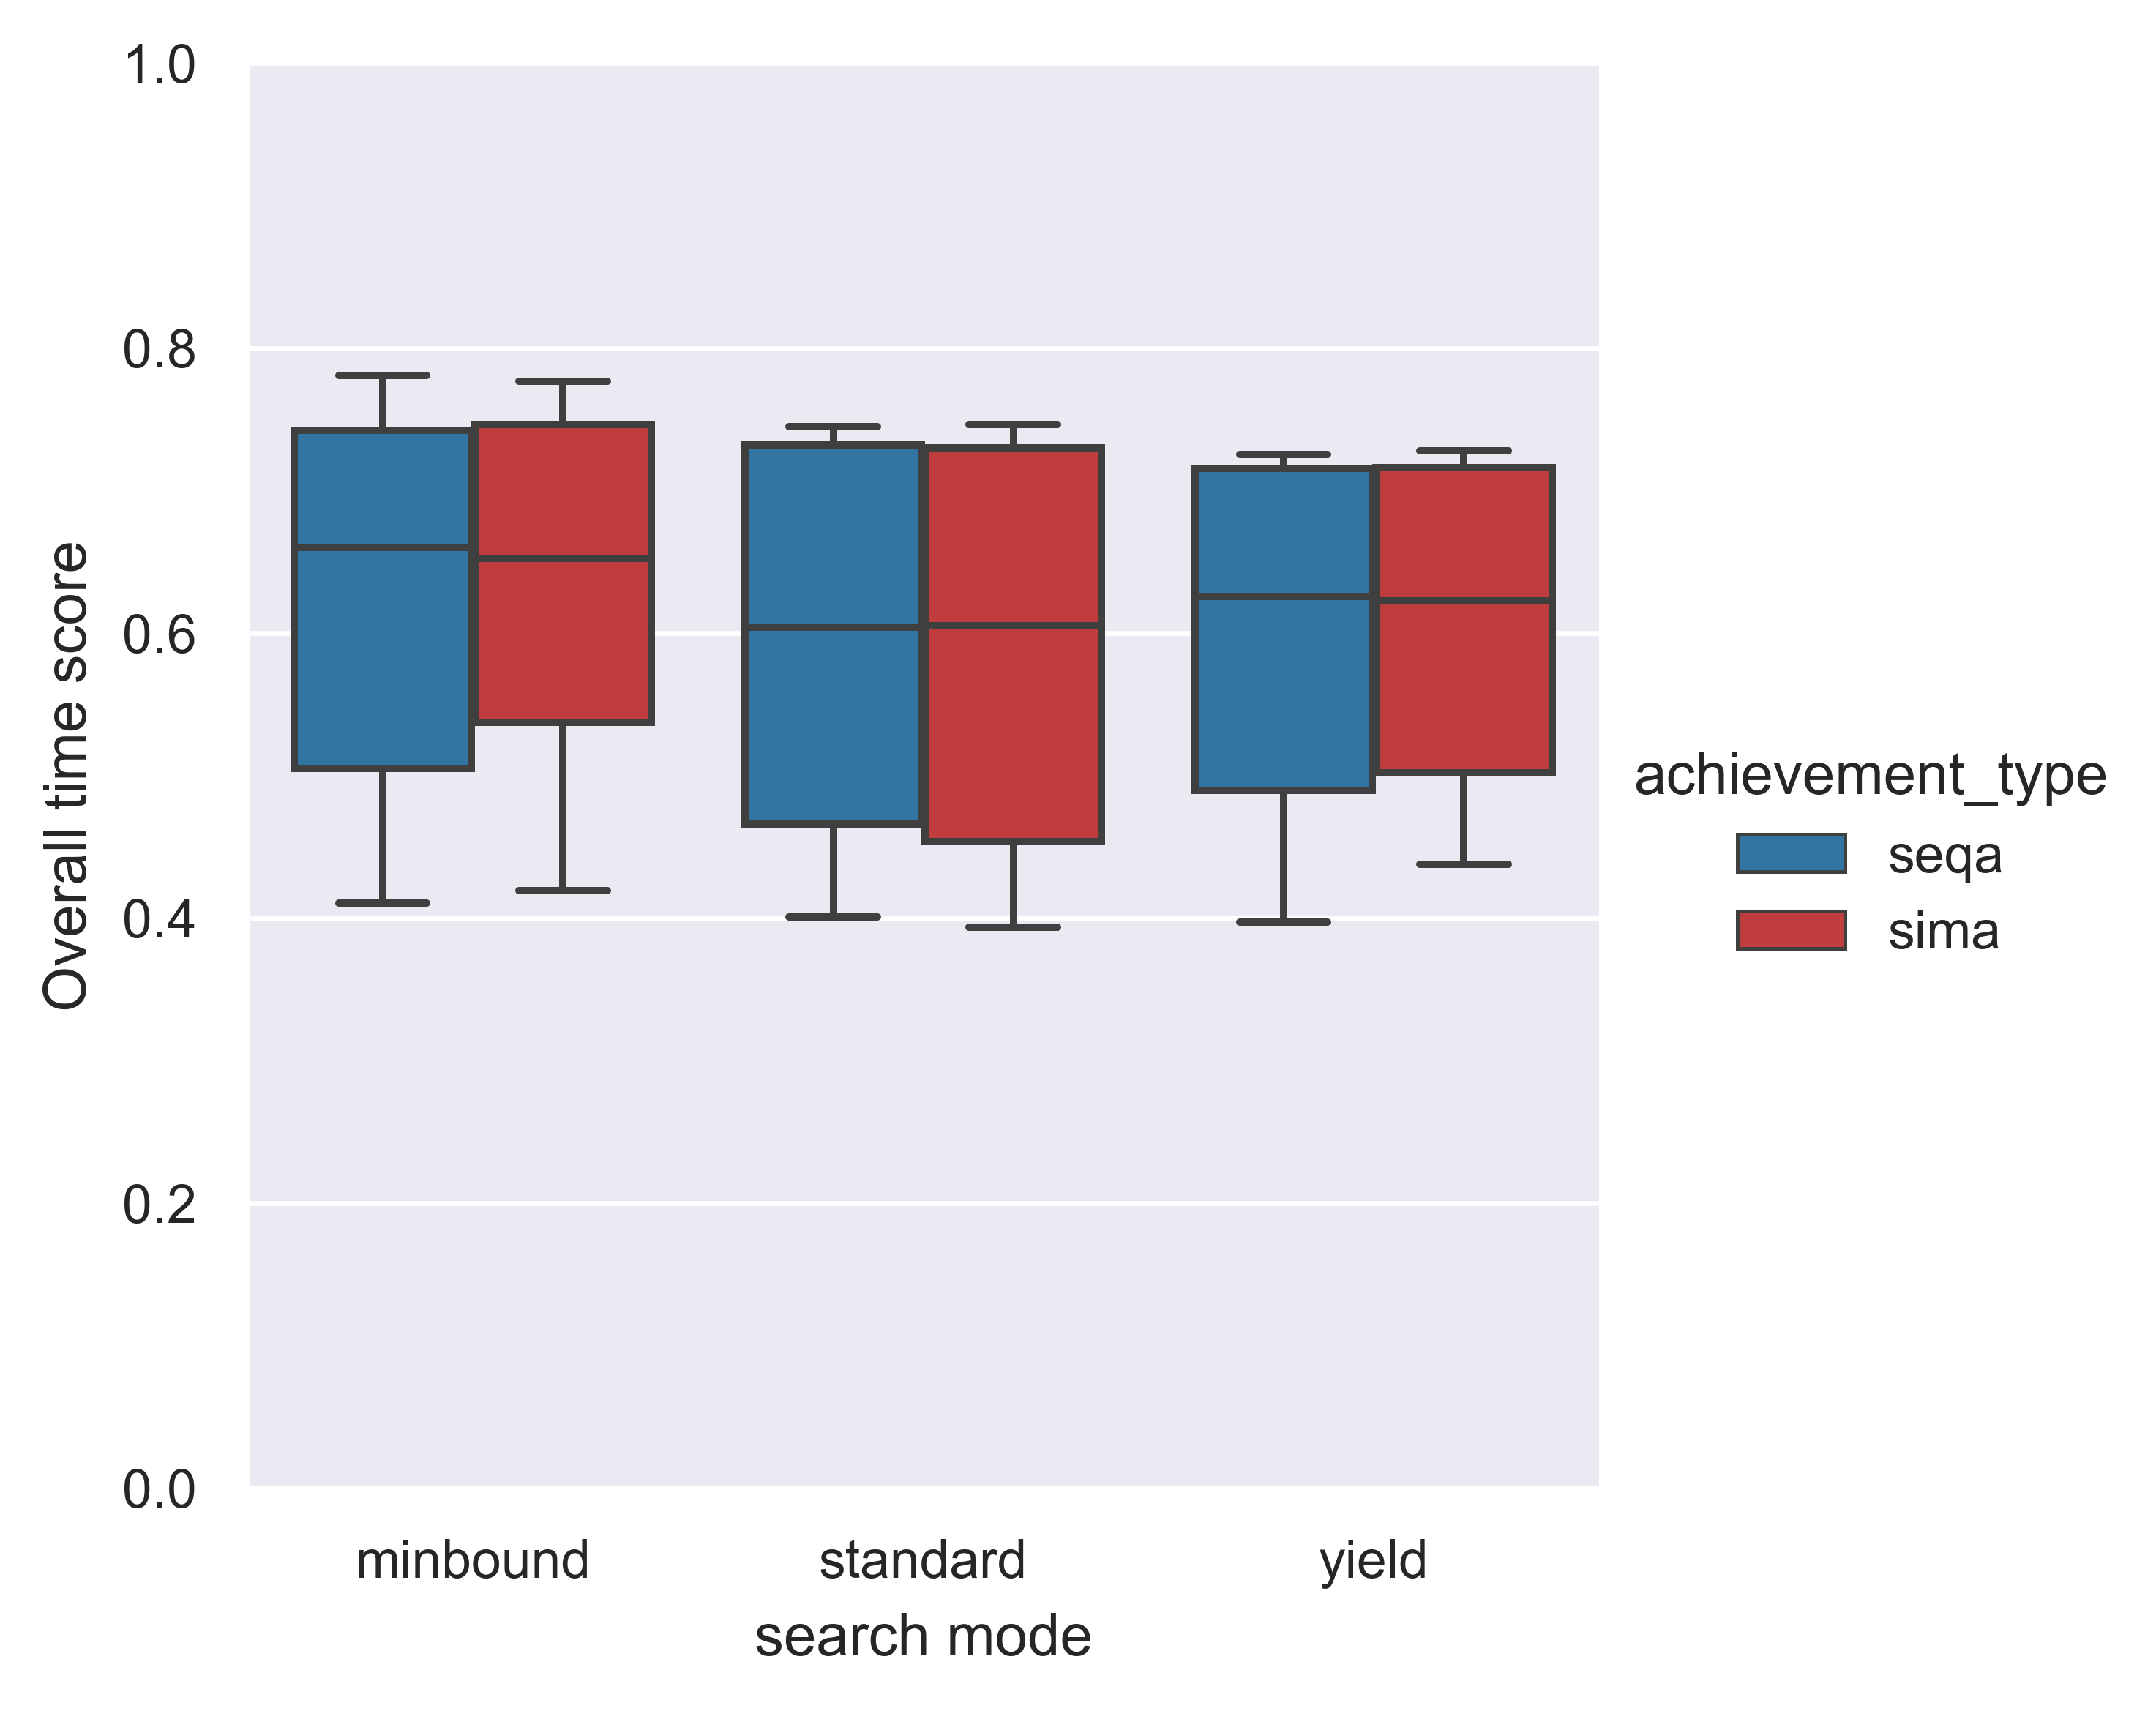 Overall time score
1.0
0.8
0.6
0.4
0.2
0.0
minbound
standard
yield
search mode
achievement_type
seqa
sima